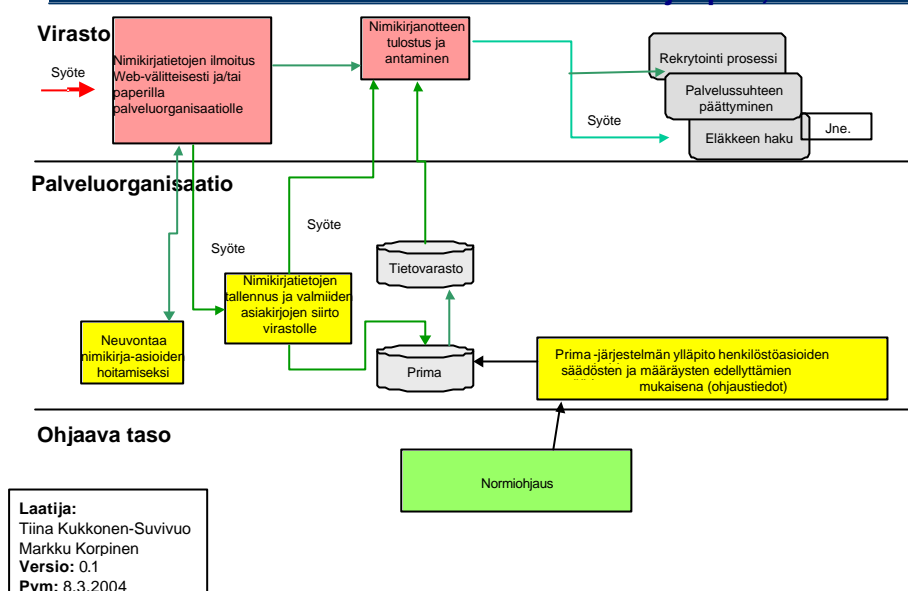 Virasto
Syöte
Nimikirjatietojen ilmoitus
Web-välitteisesti ja/tai
paperilla
palveluorganisaatiolle
Nimikirjanotteen
tulostus ja
antaminen
Rekrytointi prosessi
Palvelussuhteen
päättyminen
Syöte
Eläkkeen haku
Jne.
Palveluorganisaatio
Syöte
Syöte
Nimikirjatietojen
tallennus ja valmiiden
asiakirjojen siirto
virastolle
Tietovarasto
Neuvontaa
nimikirja-asioiden
hoitamiseksi
Prima
Prima -järjestelmän ylläpito henkilöstöasioiden
säädösten ja määräysten edellyttämien
mukaisena (ohjaustiedot)
Ohjaava taso
Normiohjaus
Laatija:
Tiina Kukkonen-Suvivuo
Markku Korpinen
Versio: 0.1
Pvm: 8.3.2004